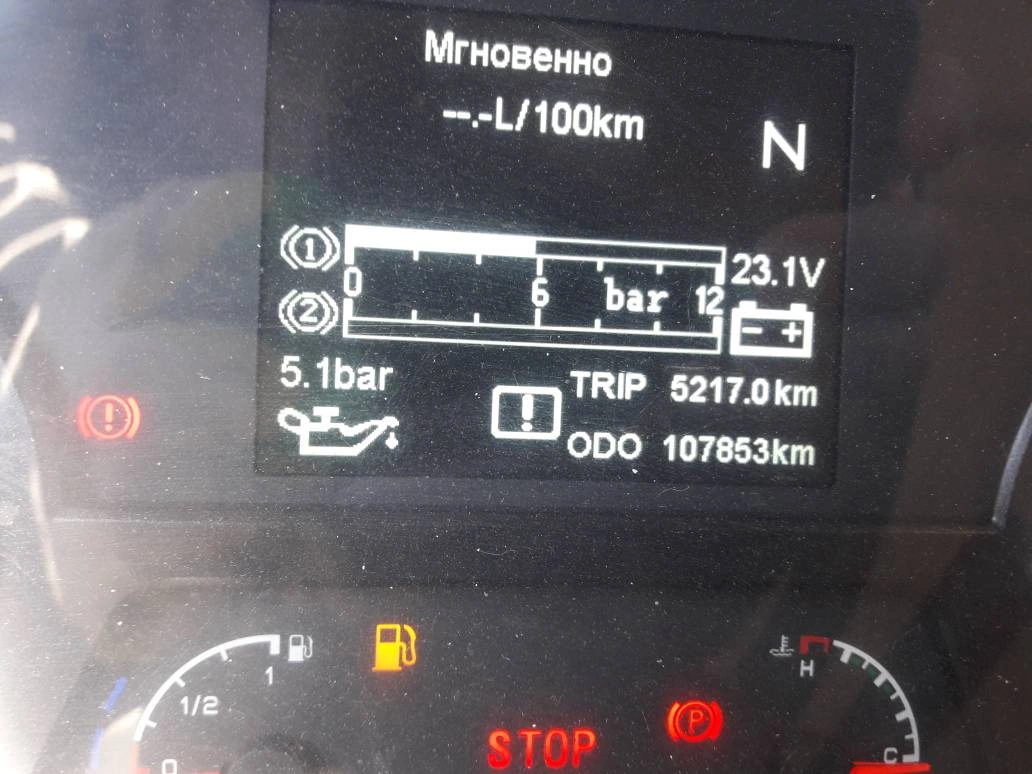 Мгновенно
--.-L/100km
N
1
0
6
bar
12
23.1V
2
- +
5.1bar
TRIP 5217.0km
!
!
ODO 107853km
1
1/2
0
H
C
P
STOP